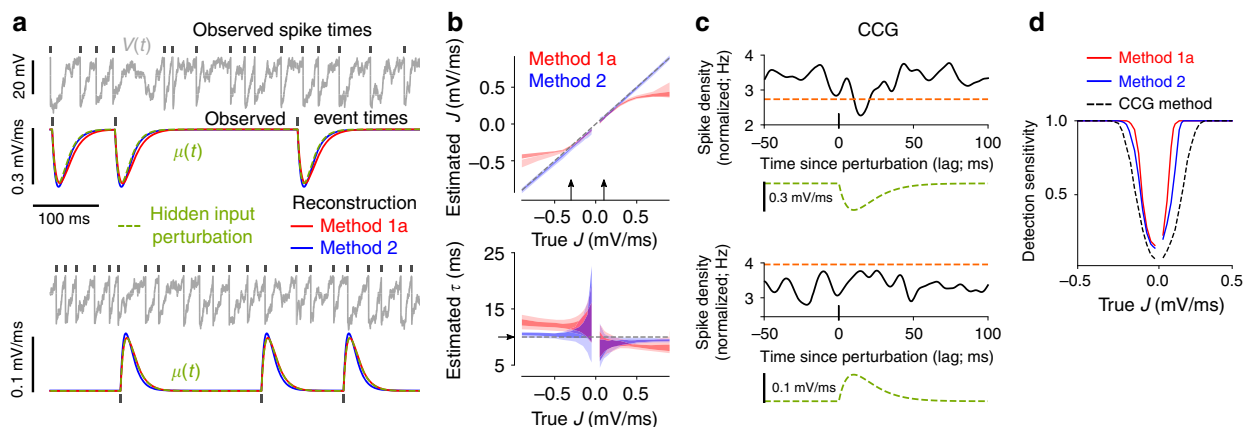 a
Observed spike times
V(t)
20 mV
Observed event times
μ(t)
0.3 mV/ms
100 ms
Reconstruction
Hidden input perturbation
Method 1a
Method 2
0.1 mV/ms
μ(t)
b
Method 1a
Method 2
Estimated J (mV/ms)
0.5
0.0
−0.5
−0.5 0.0 0.5
True J (mV/ms)
Estimated τ (ms)
25
15
5
−0.5 0.0 0.5
True J (mV/ms)
c
CCG
Spike density
(normalized; Hz)
4
3
2
−50 0 50 100
Time since perturbation (lag; ms)
0.3 mV/ms
Spike density
(normalized; Hz)
4
3
−50 0 50 100
Time since perturbation (lag; ms)
0.1 mV/ms
d
Method 1a
Method 2
CCG method
Detection sensitivity
1.0
0.5
−0.5 0.0 0.5
True J (mV/ms)